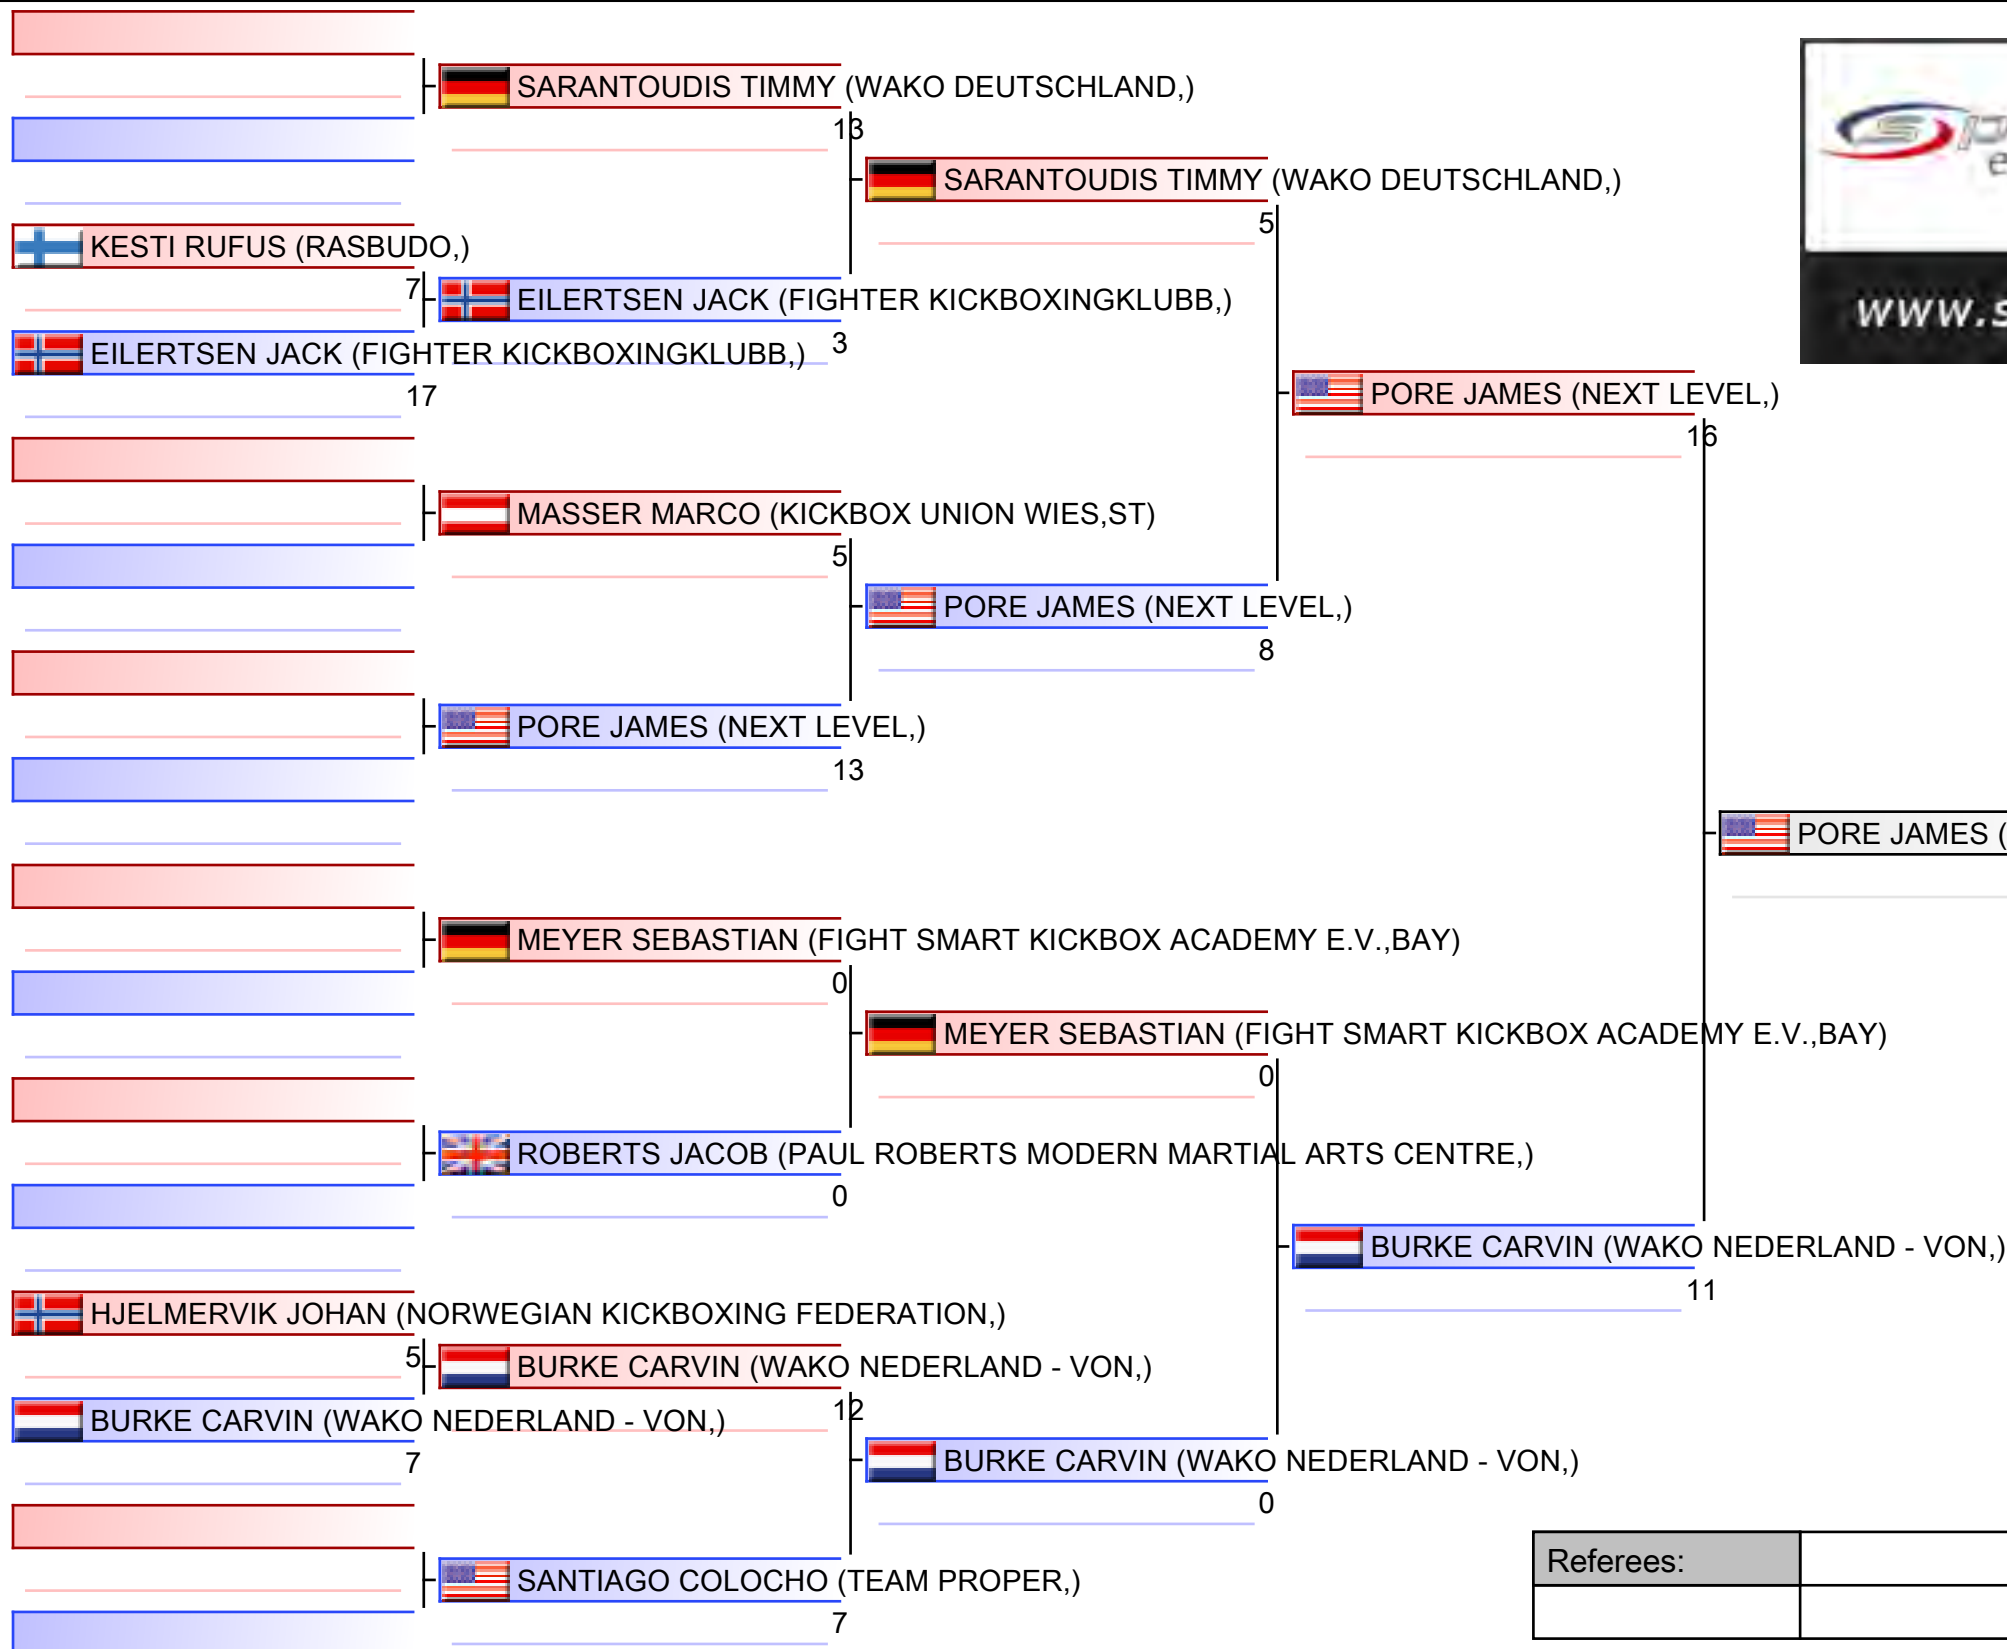 SARANTOUDIS TIMMY (WAKO DEUTSCHLAND,)
13
SARANTOUDIS TIMMY (WAKO DEUTSCHLAND,)
5
KESTI RUFUS (RASBUDO,)
7
EILERTSEN JACK (FIGHTER KICKBOXINGKLUBB,)
3
EILERTSEN JACK (FIGHTER KICKBOXINGKLUBB,)
17
www.s
PORE JAMES (NEXT LEVEL,)
16
MASSER MARCO (KICKBOX UNION WIES,ST)
5
PORE JAMES (NEXT LEVEL,)
8
PORE JAMES (NEXT LEVEL,)
13
PORE JAMES (
MEYER SEBASTIAN (FIGHT SMART KICKBOX ACADEMY E.V.,BAY)
0
MEYER SEBASTIAN (FIGHT SMART KICKBOX ACADEMY E.V.,BAY)
0
ROBERTS JACOB (PAUL ROBERTS MODERN MARTIAL ARTS CENTRE,)
0
BURKE CARVIN (WAKO NEDERLAND - VON,)
11
HJELMERVIK JOHAN (NORWEGIAN KICKBOXING FEDERATION,)
5
BURKE CARVIN (WAKO NEDERLAND - VON,)
12
BURKE CARVIN (WAKO NEDERLAND - VON,)
7
BURKE CARVIN (WAKO NEDERLAND - VON,)
0
SANTIAGO COLOCHO (TEAM PROPER,)
7
Referees: